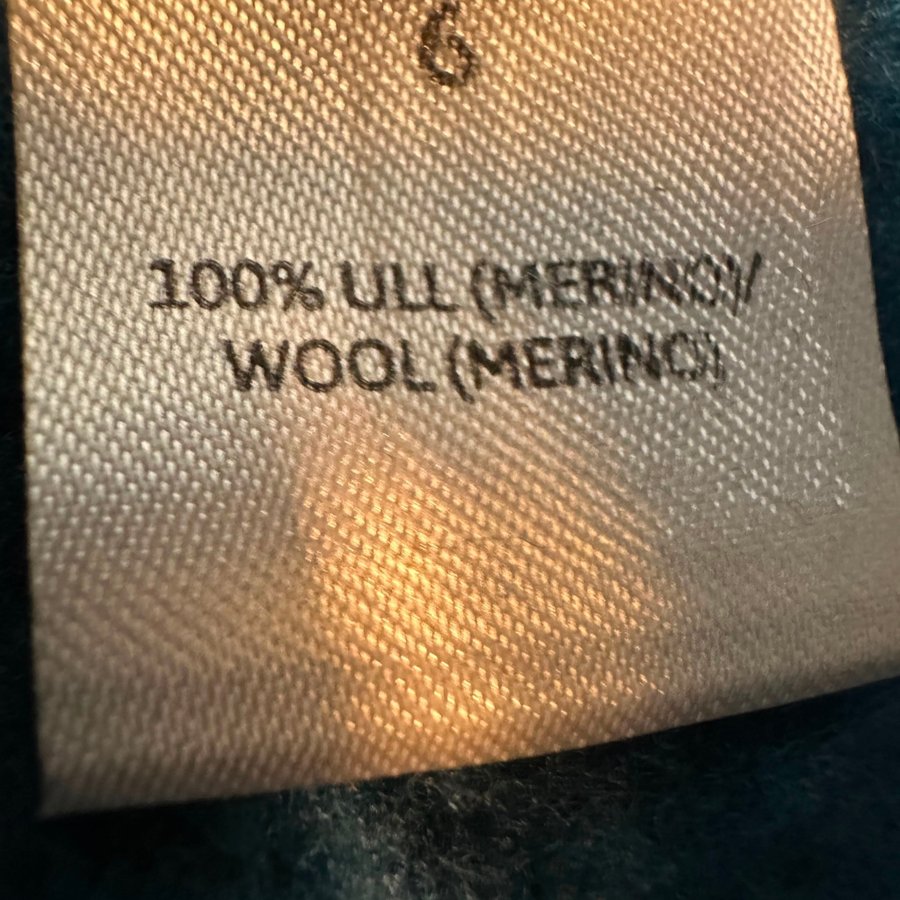 6
100% ULL (MERINO)/
WOOL (MERINO)